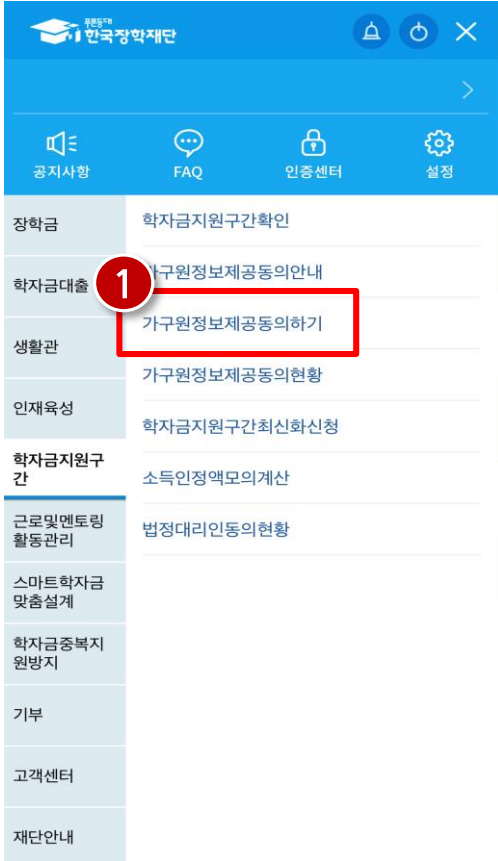 푸른등대
한국장학재단
공지사항
FAQ
인증센터
설정
장학금
학자금대출
생활관
인재육성
학자금지원구
간
근로및멘토링
활동관리
스마트학자금
맞춤설계
학자금중복지
원방지
기부
고객센터
재단안내
학자금지원구간확인
1
가구원정보제공동의안내
가구원정보제공동의하기
가구원정보제공동의현황
학자금지원구간최신화신청
소득인정액모의계산
법정대리인동의현황